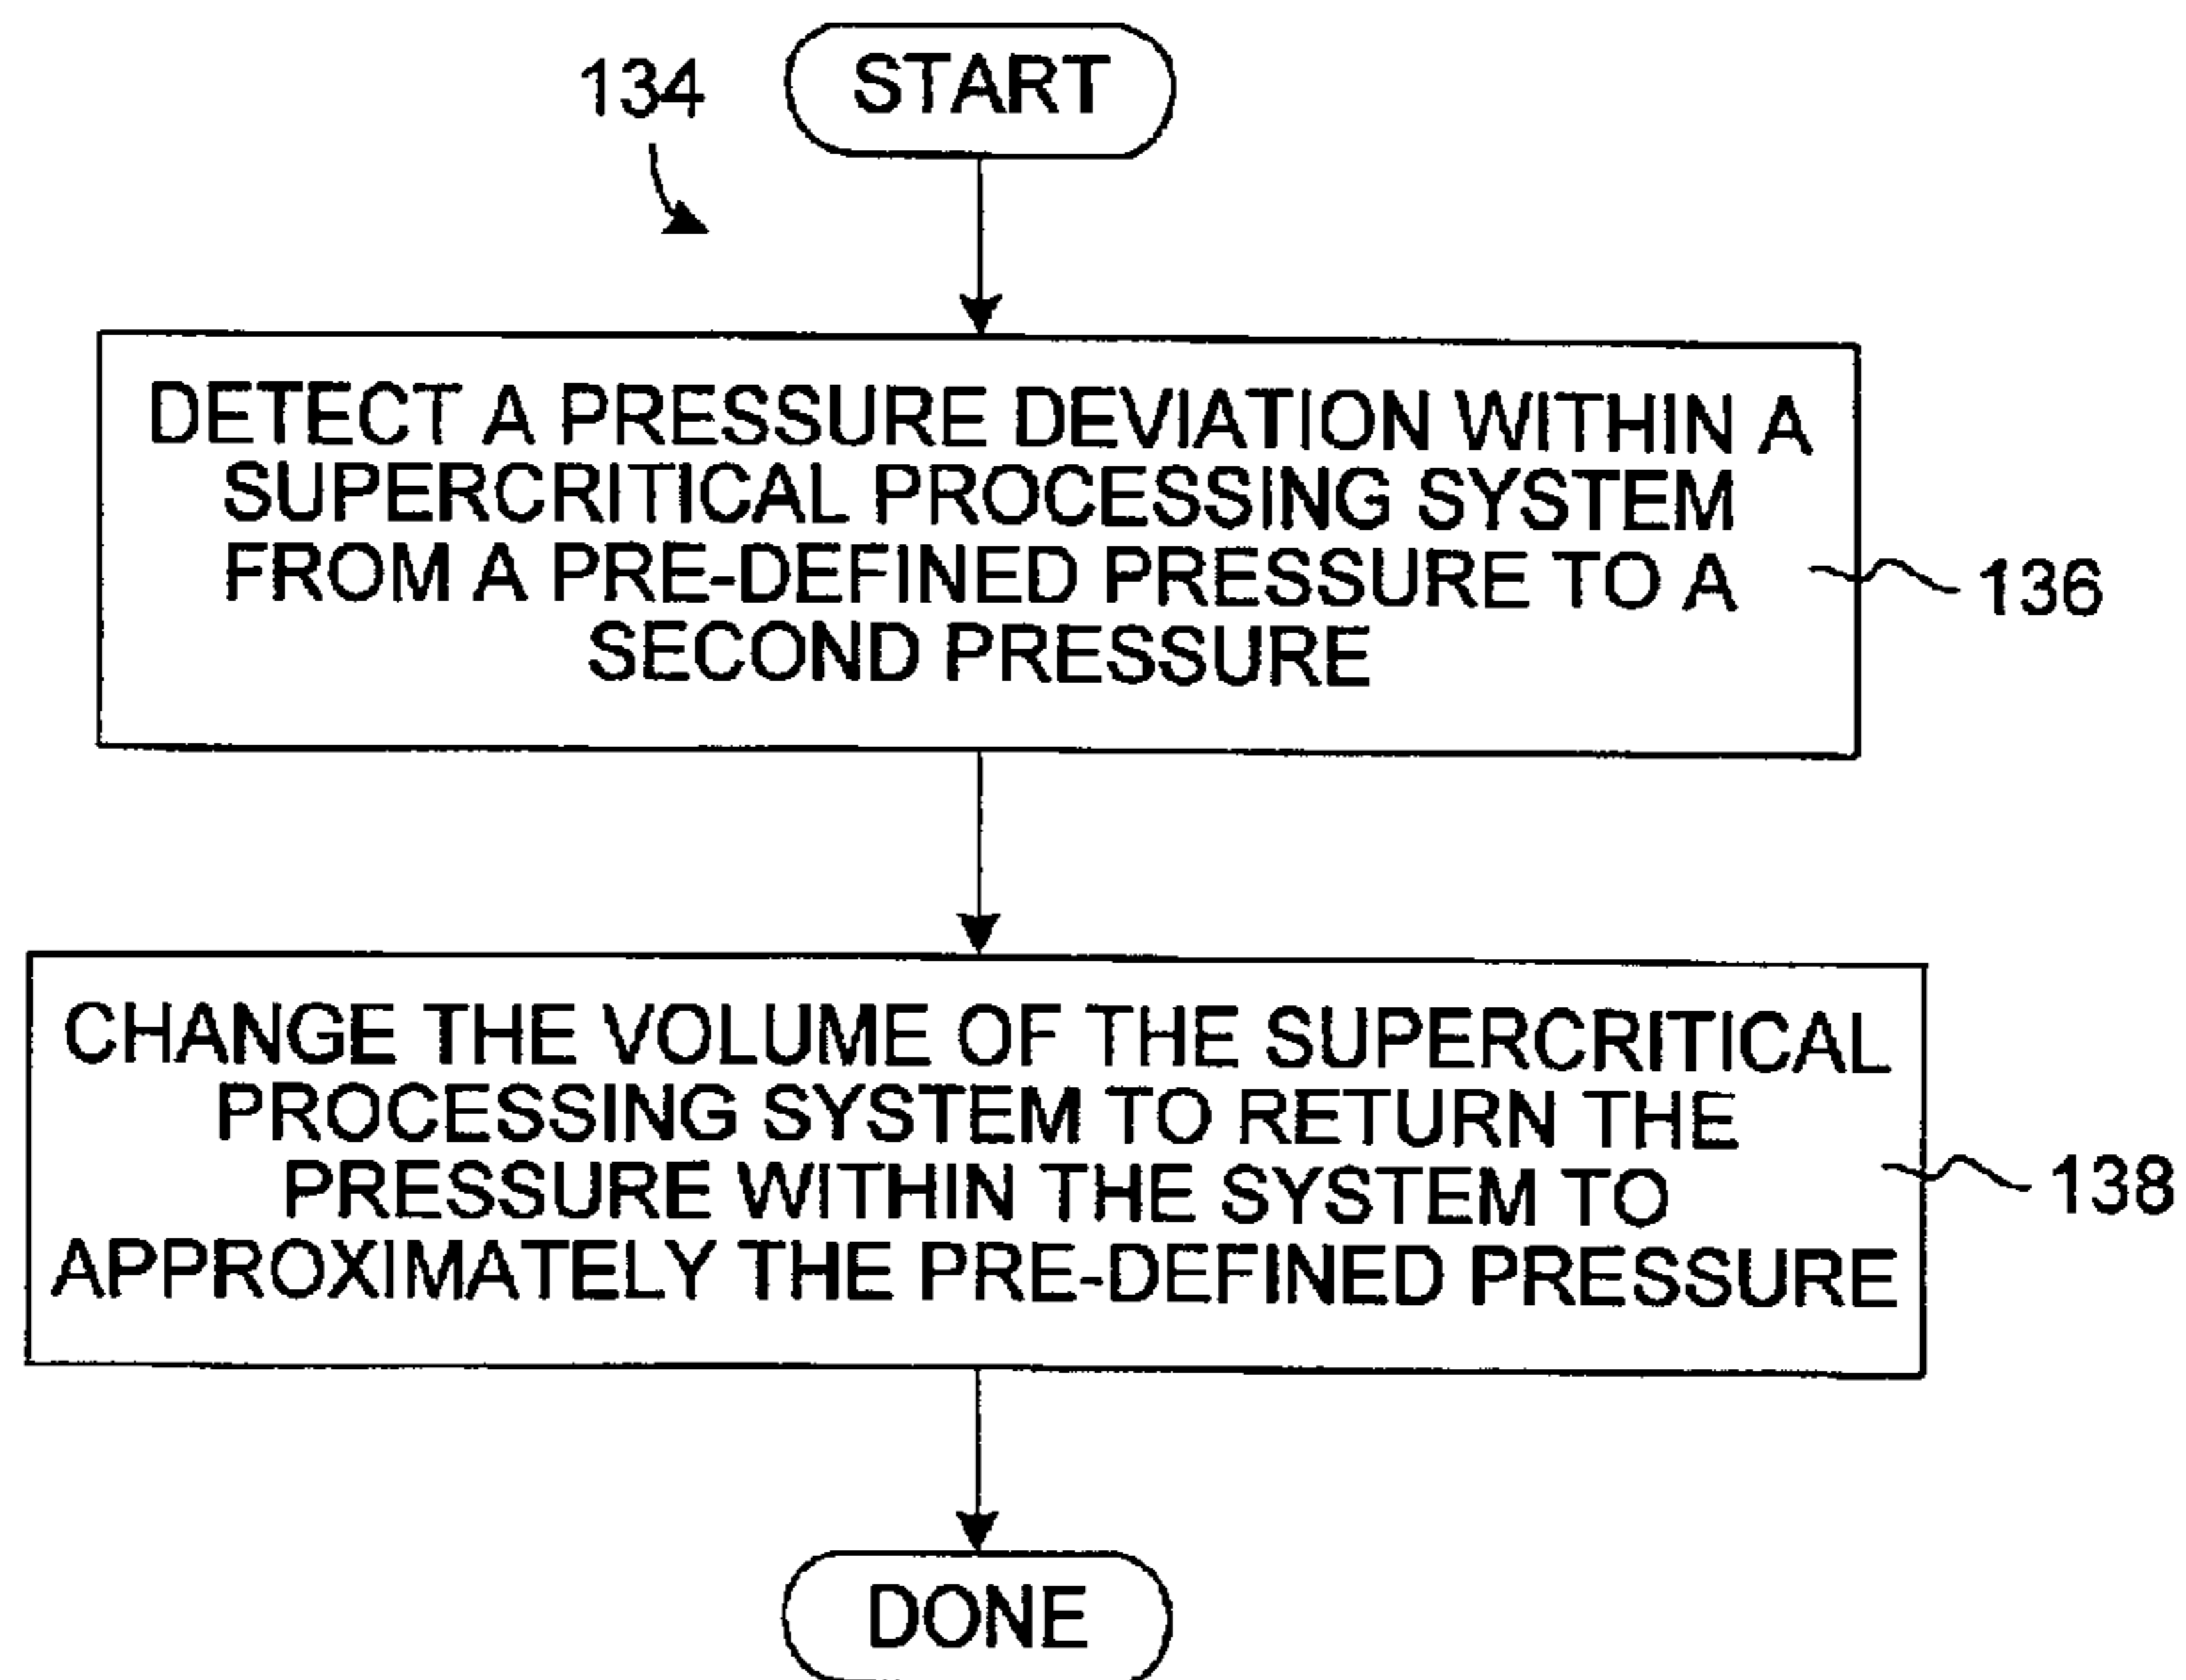 134
START
DETECT A PRESSURE DEVIATION WITHIN A
SUPERCRITICAL PROCESSING SYSTEM
FROM A PRE-DEFINED PRESSURE TO A
SECOND PRESSURE
136
CHANGE THE VOLUME OF THE SUPERCRITICAL
PROCESSING SYSTEM TO RETURN THE
PRESSURE WITHIN THE SYSTEM TO
APPROXIMATELY THE PRE-DEFINED PRESSURE
138
DONE